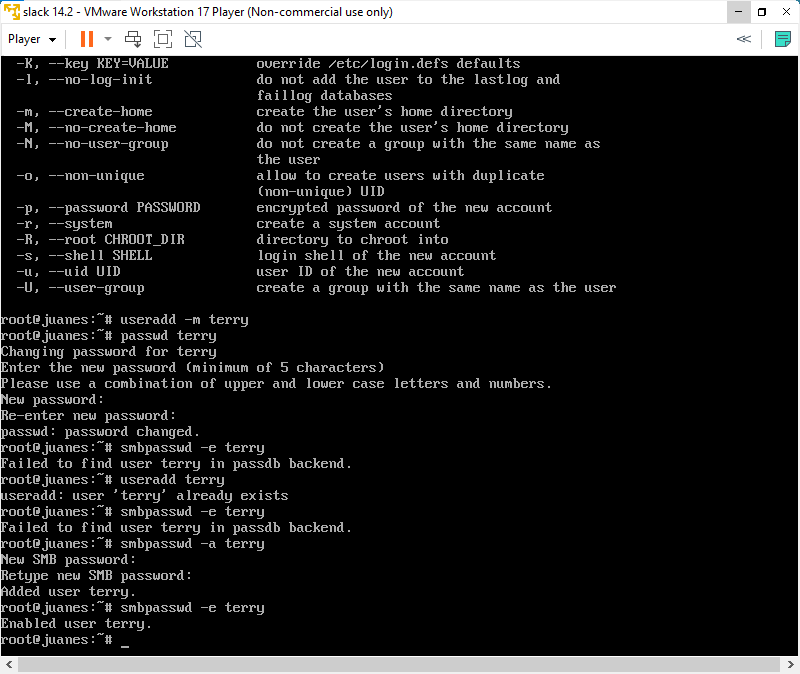 slack 14.2 - VMware Workstation 17 Player (Non-commercial use only)
Player
-K, --key KEY=VALUE           override /etc/login.defs defaults
-l, --no-log-init             do not add the user to the lastlog and
faillog databases
-m, --create-home             create the user's home directory
-M, --no-create-home          do not create the user's home directory
-N, --no-user-group           do not create a group with the same name as
the user
-o, --non-unique              allow to create users with duplicate
(non-unique) UID
-p, --password PASSWORD       encrypted password of the new account
-r, --system                  create a system account
-R, --root CHROOT_DIR         directory to chroot into
-s, --shell SHELL             login shell of the new account
-u, --uid UID                 user ID of the new account
-U, --user-group              create a group with the same name as the user
root@juanes:~# useradd -m terry
root@juanes:~# passwd terry
Changing password for terry
Enter the new password (minimum of 5 characters)
Please use a combination of upper and lower case letters and numbers.
New password:
Re-enter new password:
passwd: password changed.
root@juanes:~# smbpasswd -e terry
Failed to find user terry in passdb backend.
root@juanes:~# useradd terry
useradd: user 'terry' already exists
root@juanes:~# smbpasswd -e terry
Failed to find user terry in passdb backend.
root@juanes:~# smbpasswd -a terry
New SMB password:
Retype new SMB password:
Added user terry.
root@juanes:~# smbpasswd -e terry
Enabled user terry.
root@juanes:~# _